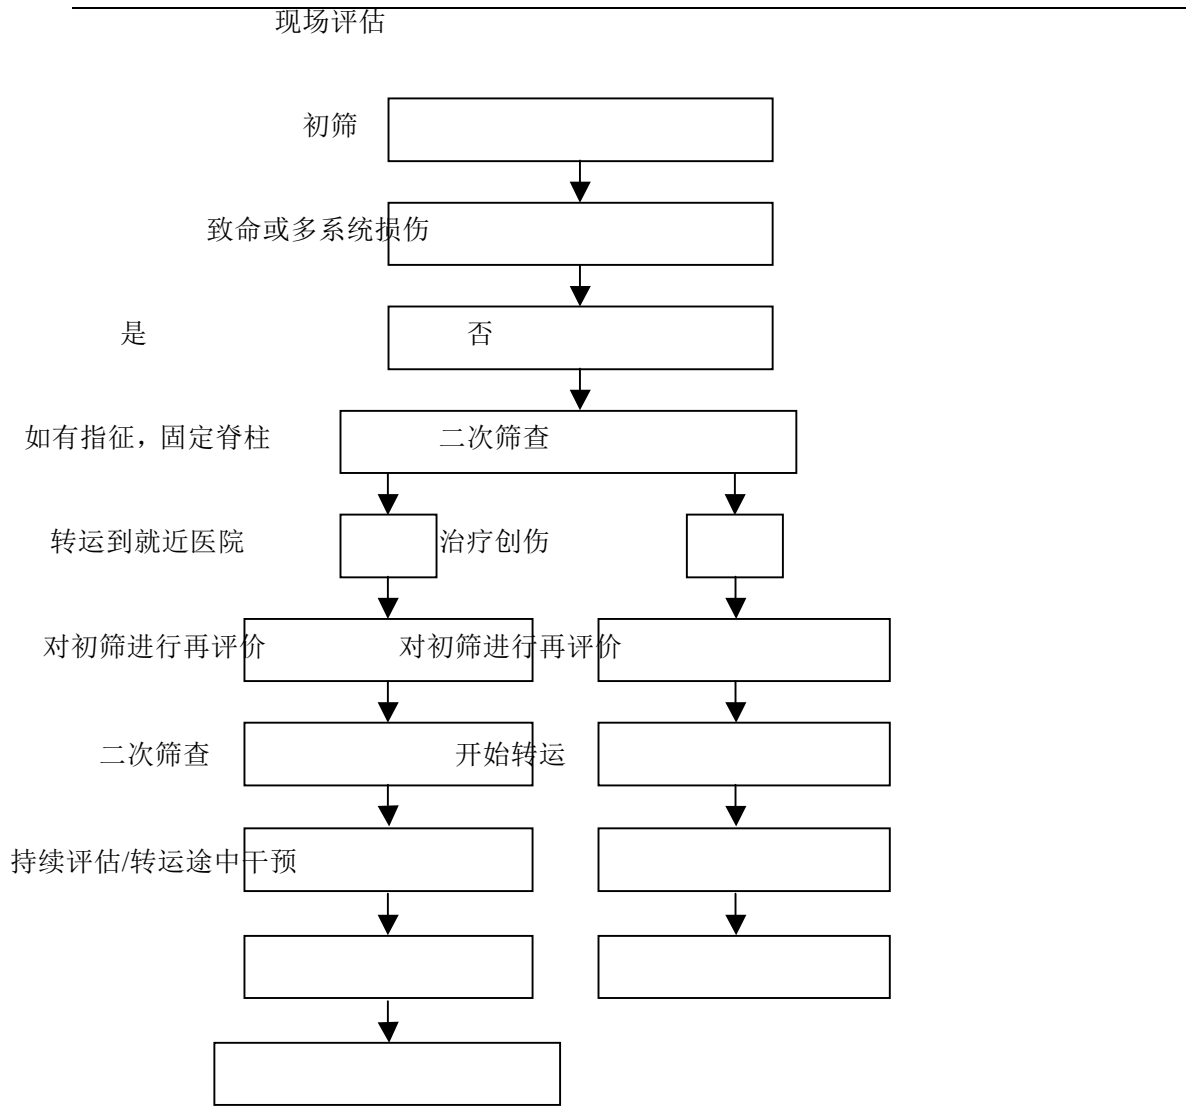 现场评估
初筛
致命或多系统损伤
是 否
如有指征，固定脊柱 二次筛查
转运到就近医院 治疗创伤
对初筛进行再评价 对初筛进行再评价
二次筛查 开始转运
持续评估/转运途中干预